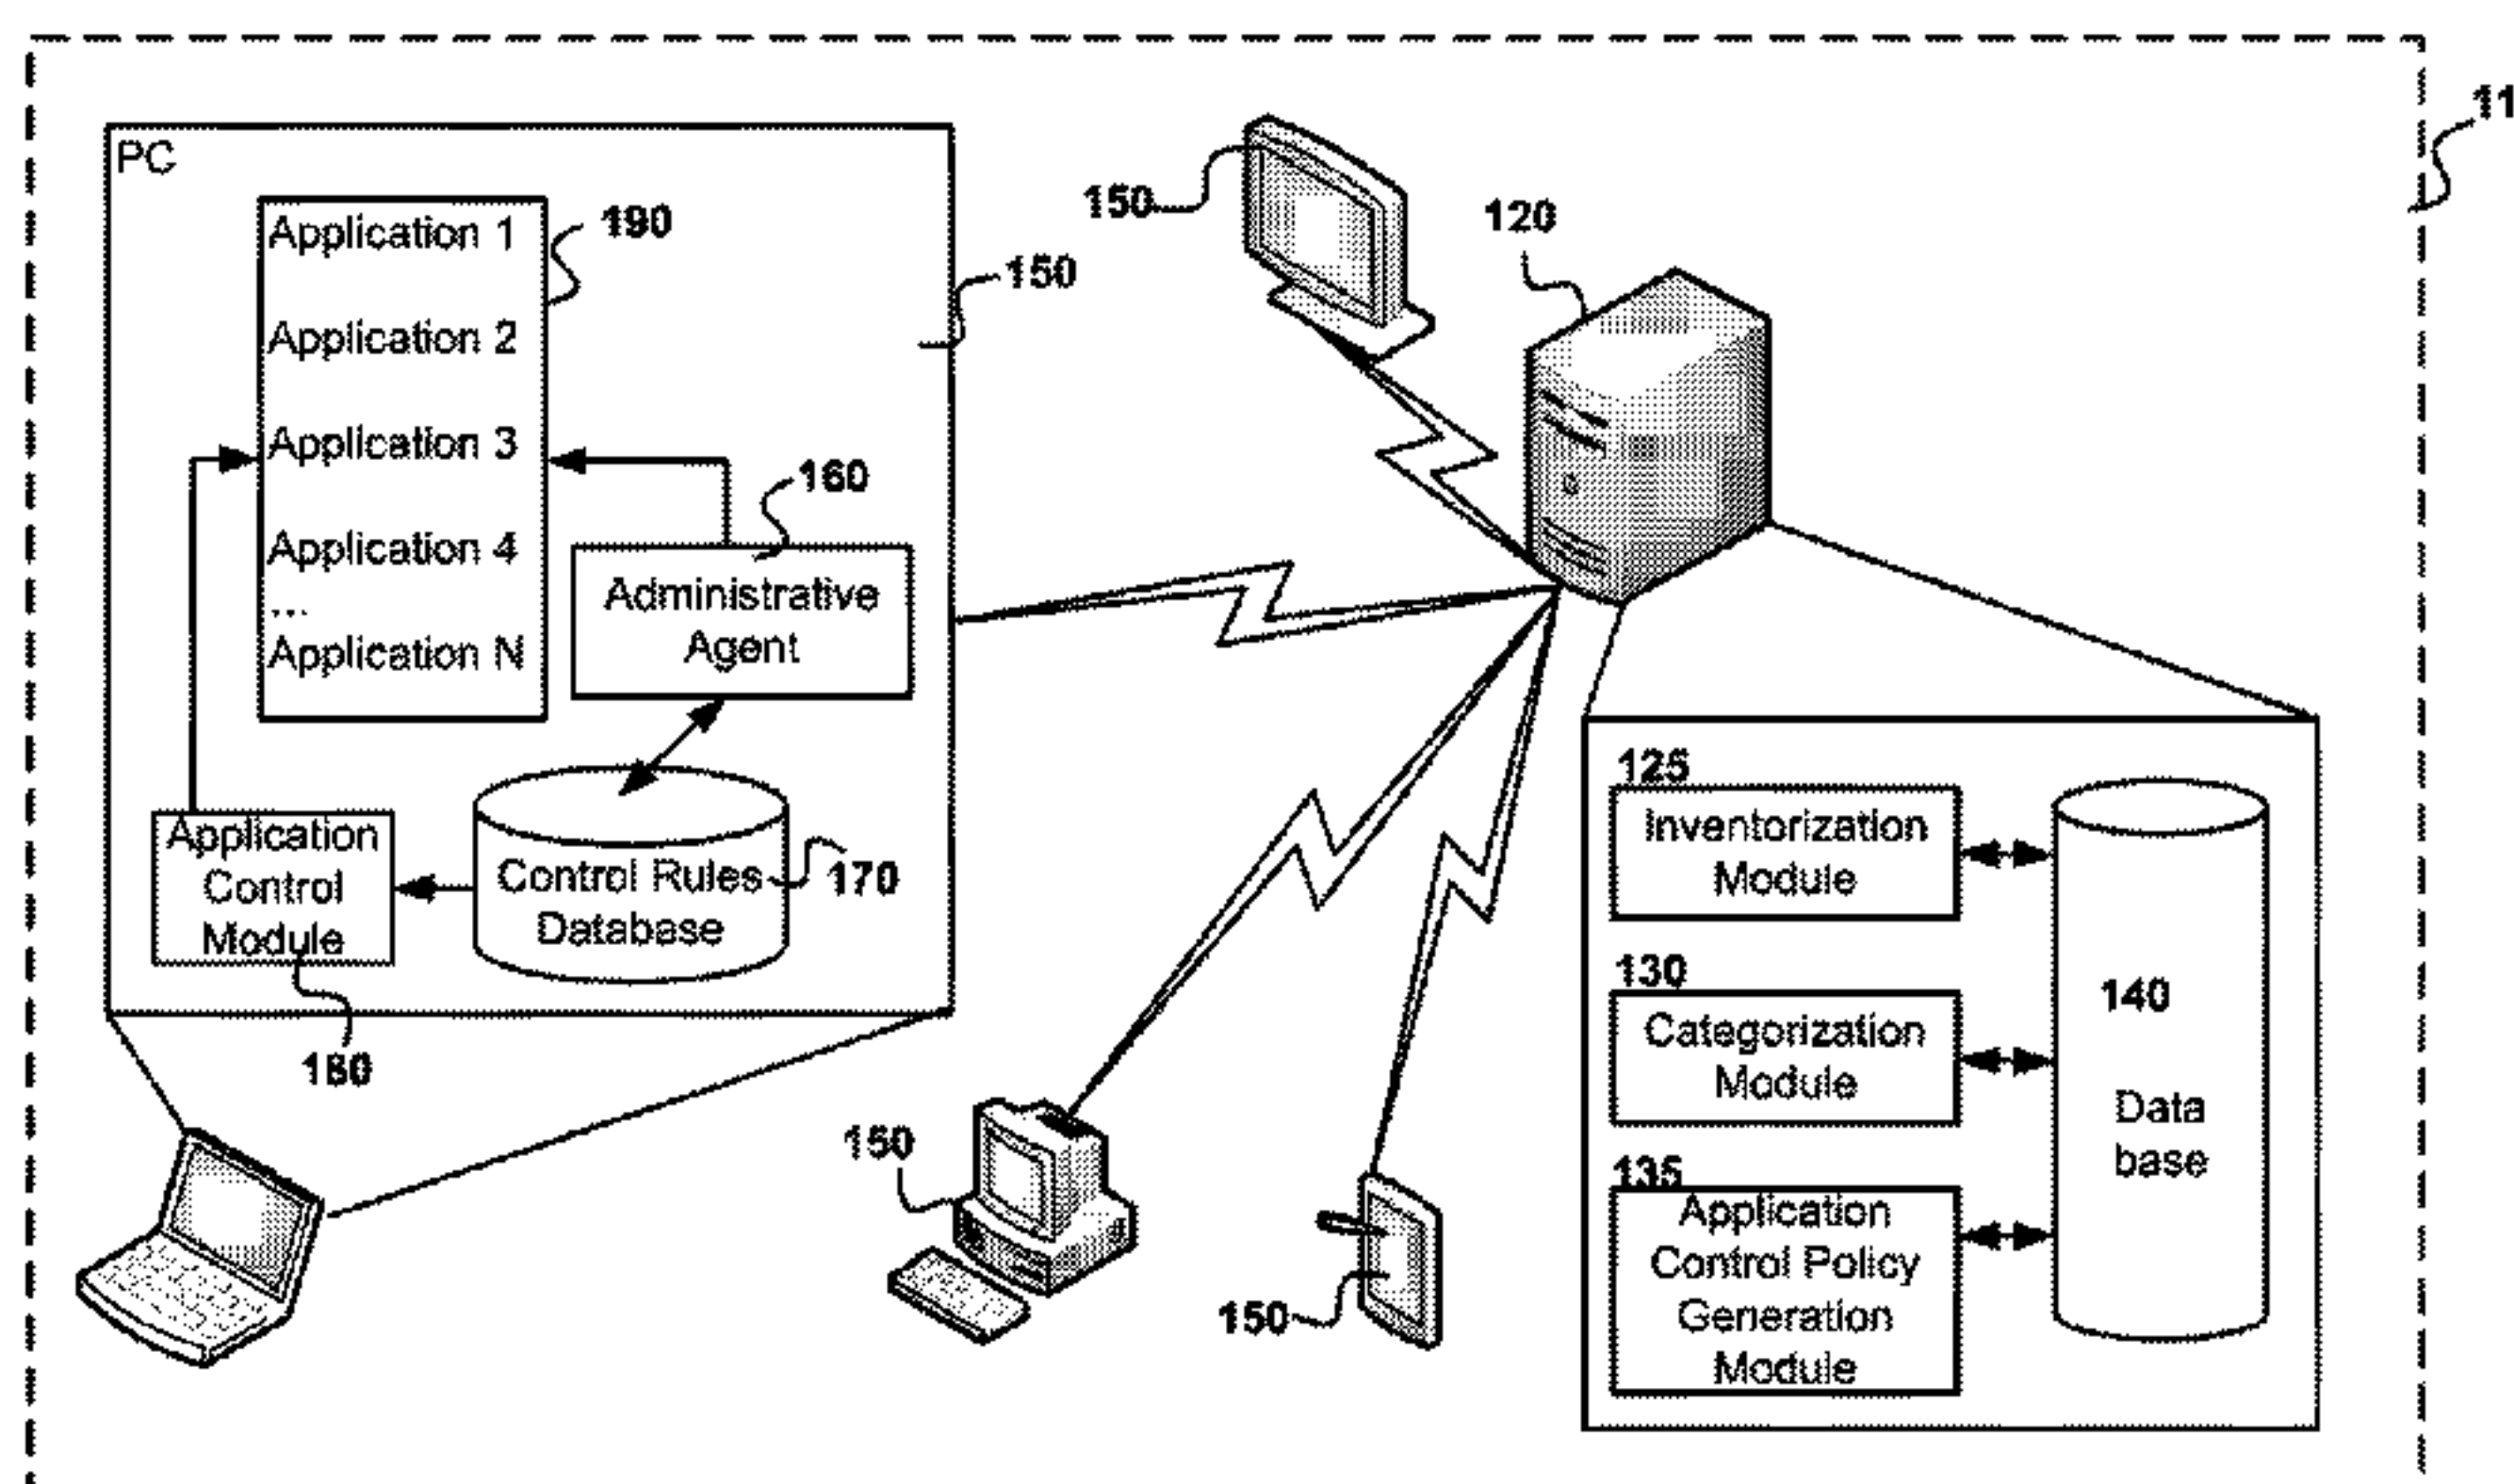 11
PC
Application 1
190
Application 2
150
Application 3
160
Application 4
...
Application N
Administrative
Agent
Application
Control
Module
Control Rules
Database
170
180
150
120
150
150
125
Inventorization
Module
130
Categorization
Module
135
Application
Control Policy
Generation
Module
140
Data
base